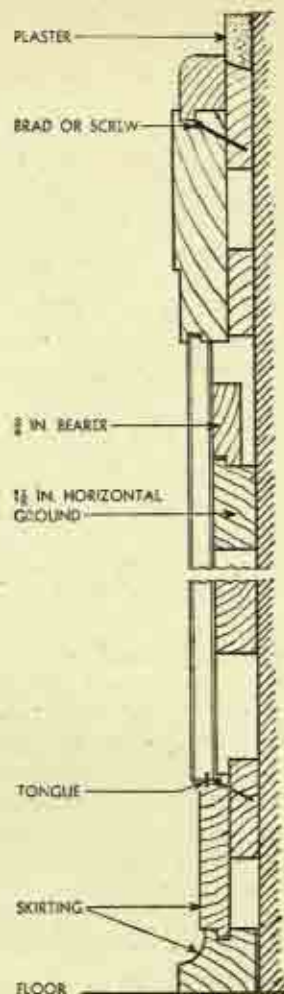 PLASTER
BRAD OR SCREW
IN. BEARER
IN. HORIZONTAL
GROUND
TONGUE
SKIRTING
FLOOR